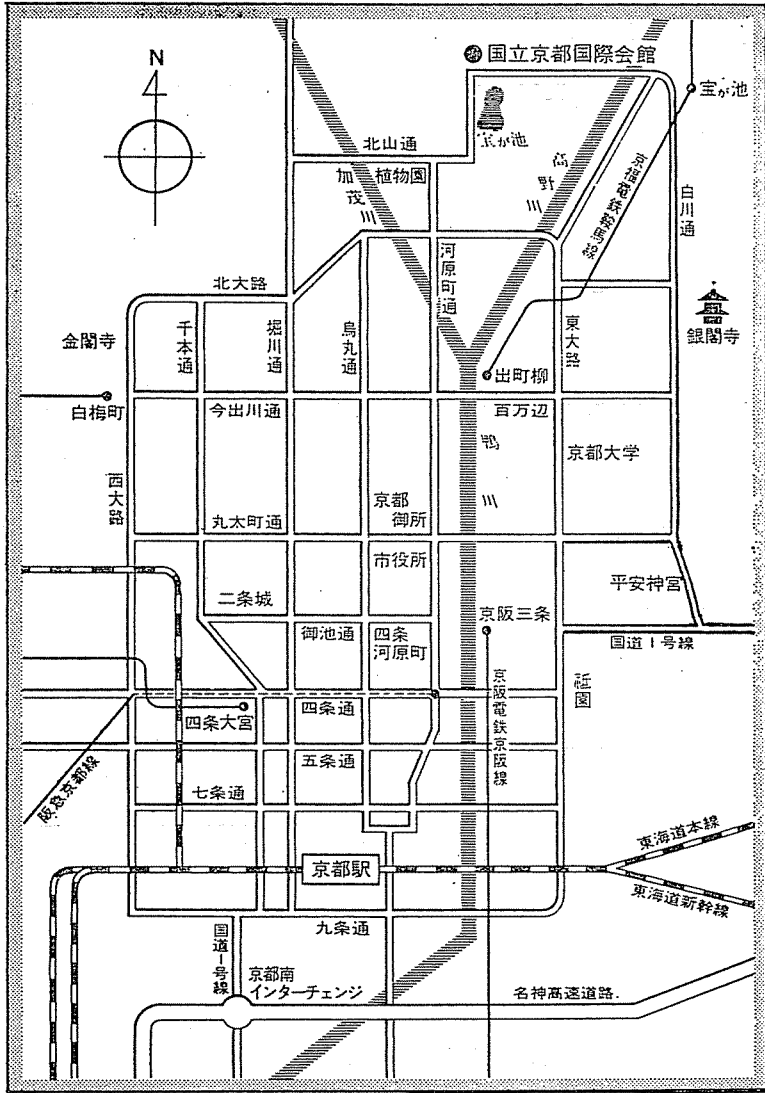 N
国立京都国際会館
宝が池
宝が池
北山通
加茂川
植物園
高野川
京福電鉄鞍馬線
白川通
河原町通
北大路
金閣寺
千本通
堀川通
烏丸通
東大路
銀閣寺
出町柳
白梅町
今出川通
百万辺
鴨川
京都大学
西大路
京都
御所
丸太町通
市役所
平安神宮
二条城
京阪三条
御池通
四条
河原町
国道1号線
祗園
四条大宮
四条通
京阪電鉄京阪線
五条通
阪急京都線
七条通
京都駅
東海道本線
東海道新幹線
九条通
国道1号線
京都南
インターチェンジ
名神高速道路.